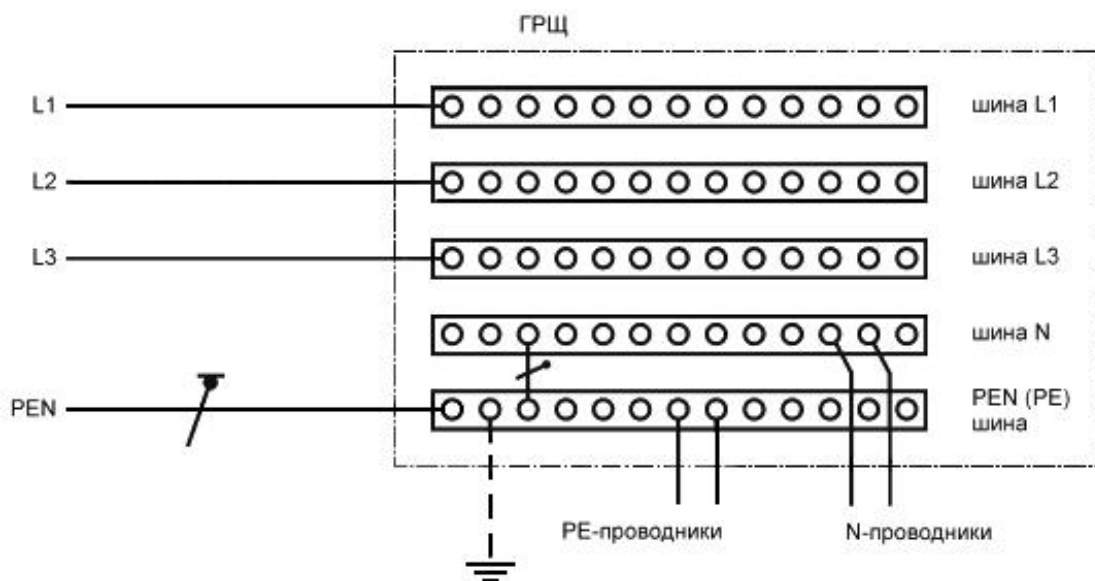 ГРЩ
L1
шина L1
L2
шина L2
L3
шина L3
шина N
PEN
PEN (PE)
шина
PE-проводники
N-проводники